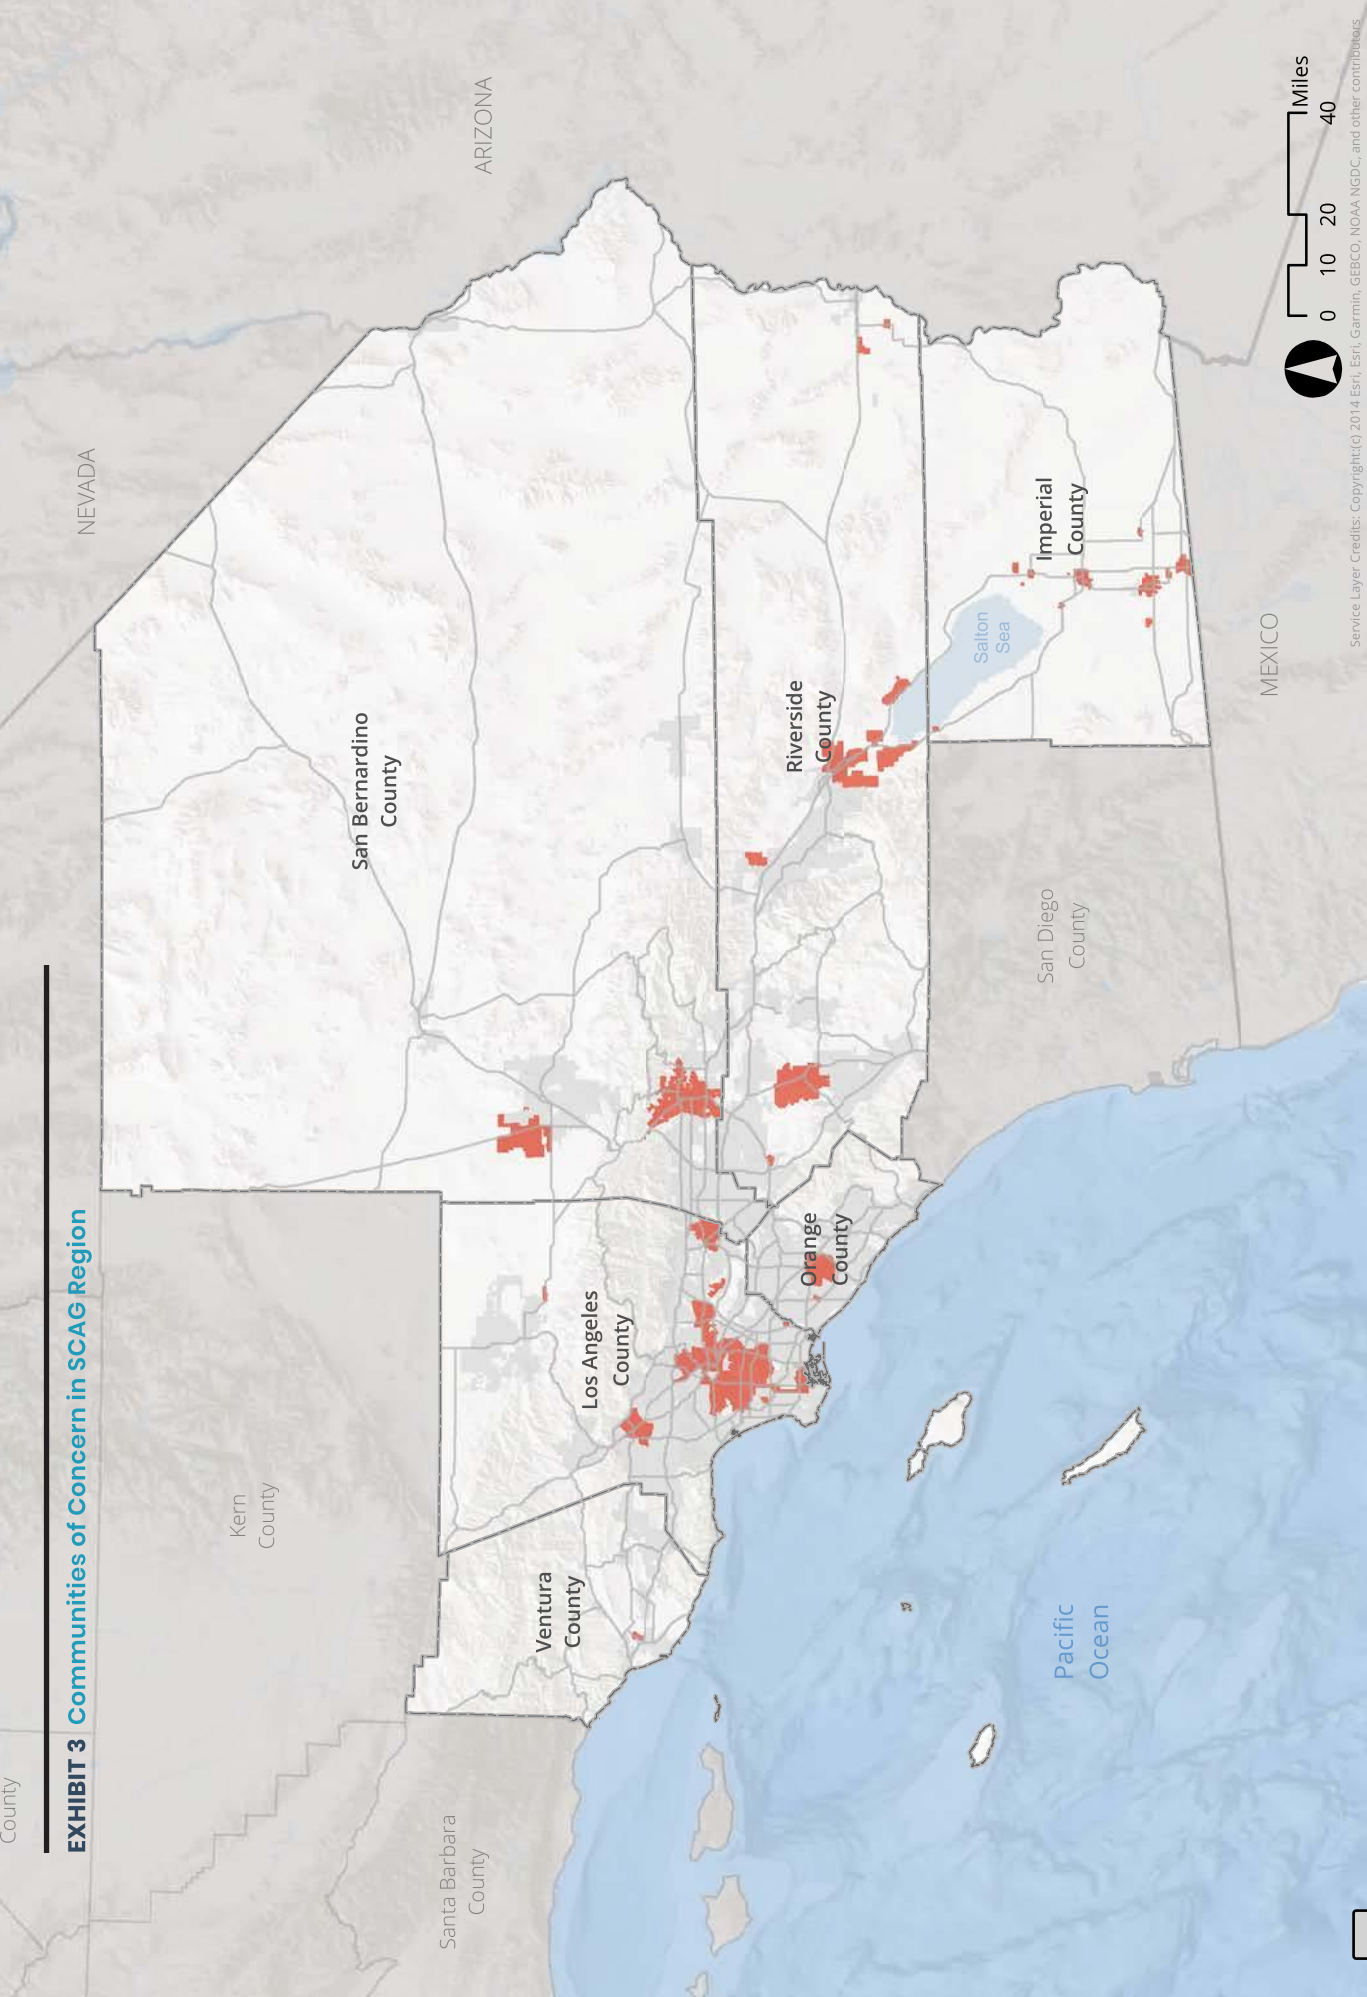 EXHIBIT 3 Communities of Concern in SCAG Region
County
NEVADA
ARIZONA
Kern
County
San Bernardino
County
Santa Barbara
County
Ventura
County
Los Angeles
County
Orange
County
Riverside
County
Salton
Sea
Imperial
County
San Diego
County
MEXICO
Pacific
Ocean
Miles
0 10 20 40
Service Layer Credits: Copyright:(c) 2014 Esri, Esri, Garmin, GEBCO, NOAA NGDC, and other contributors